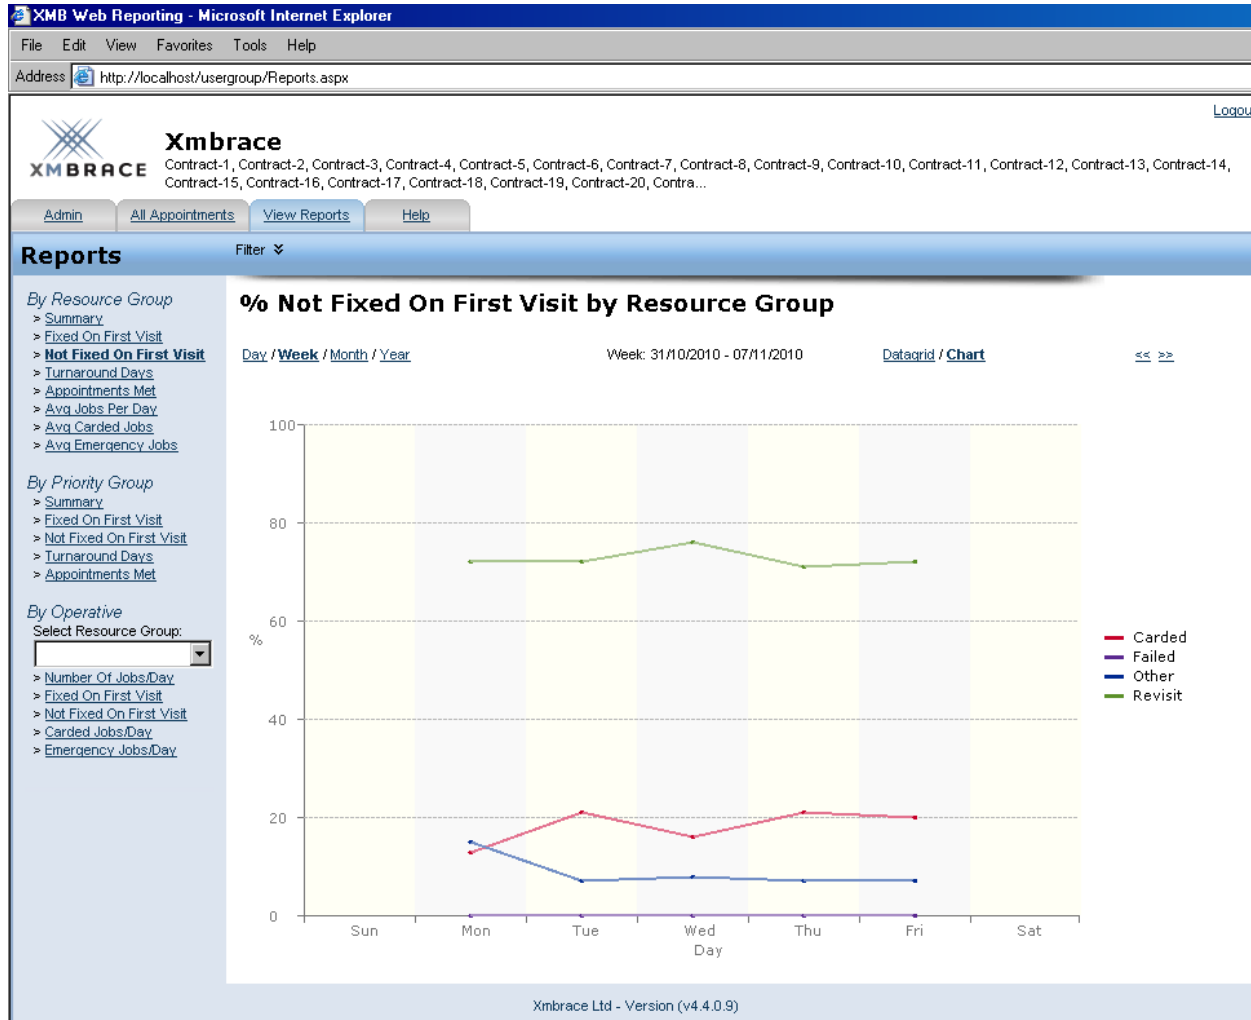 XMB Web Reporting - Microsoft Internet Explorer
File Edit View Favorites Tools Help
Address http://localhost/usergroup/Reports.aspx
Logou
XMBRACE
Xmbrace
Contract-1, Contract-2, Contract-3, Contract-4, Contract-5, Contract-6, Contract-7, Contract-8, Contract-9, Contract-10, Contract-11, Contract-12, Contract-13, Contract-14,
Contract-15, Contract-16, Contract-17, Contract-18, Contract-19, Contract-20, Contra...
Admin All Appointments View Reports Help
Reports
Filter
By Resource Group
> Summary
> Fixed On First Visit
> Not Fixed On First Visit
> Turnaround Days
> Appointments Met
> Avg Jobs Per Day
> Avg Carded Jobs
> Avg Emergency Jobs
By Priority Group
> Summary
> Fixed On First Visit
> Not Fixed On First Visit
> Turnaround Days
> Appointments Met
By Operative
Select Resource Group:
> Number Of Jobs/Day
> Fixed On First Visit
> Not Fixed On First Visit
> Carded Jobs/Day
> Emergency Jobs/Day
% Not Fixed On First Visit by Resource Group
Day / Week / Month / Year Week: 31/10/2010 - 07/11/2010 Datagrid / Chart << >>
100
80
60
%
40
20
0
Sun Mon Tue Wed Thu Fri Sat
Day
Carded
Failed
Other
Revisit
Xmbrace Ltd - Version (v4.4.0.9)